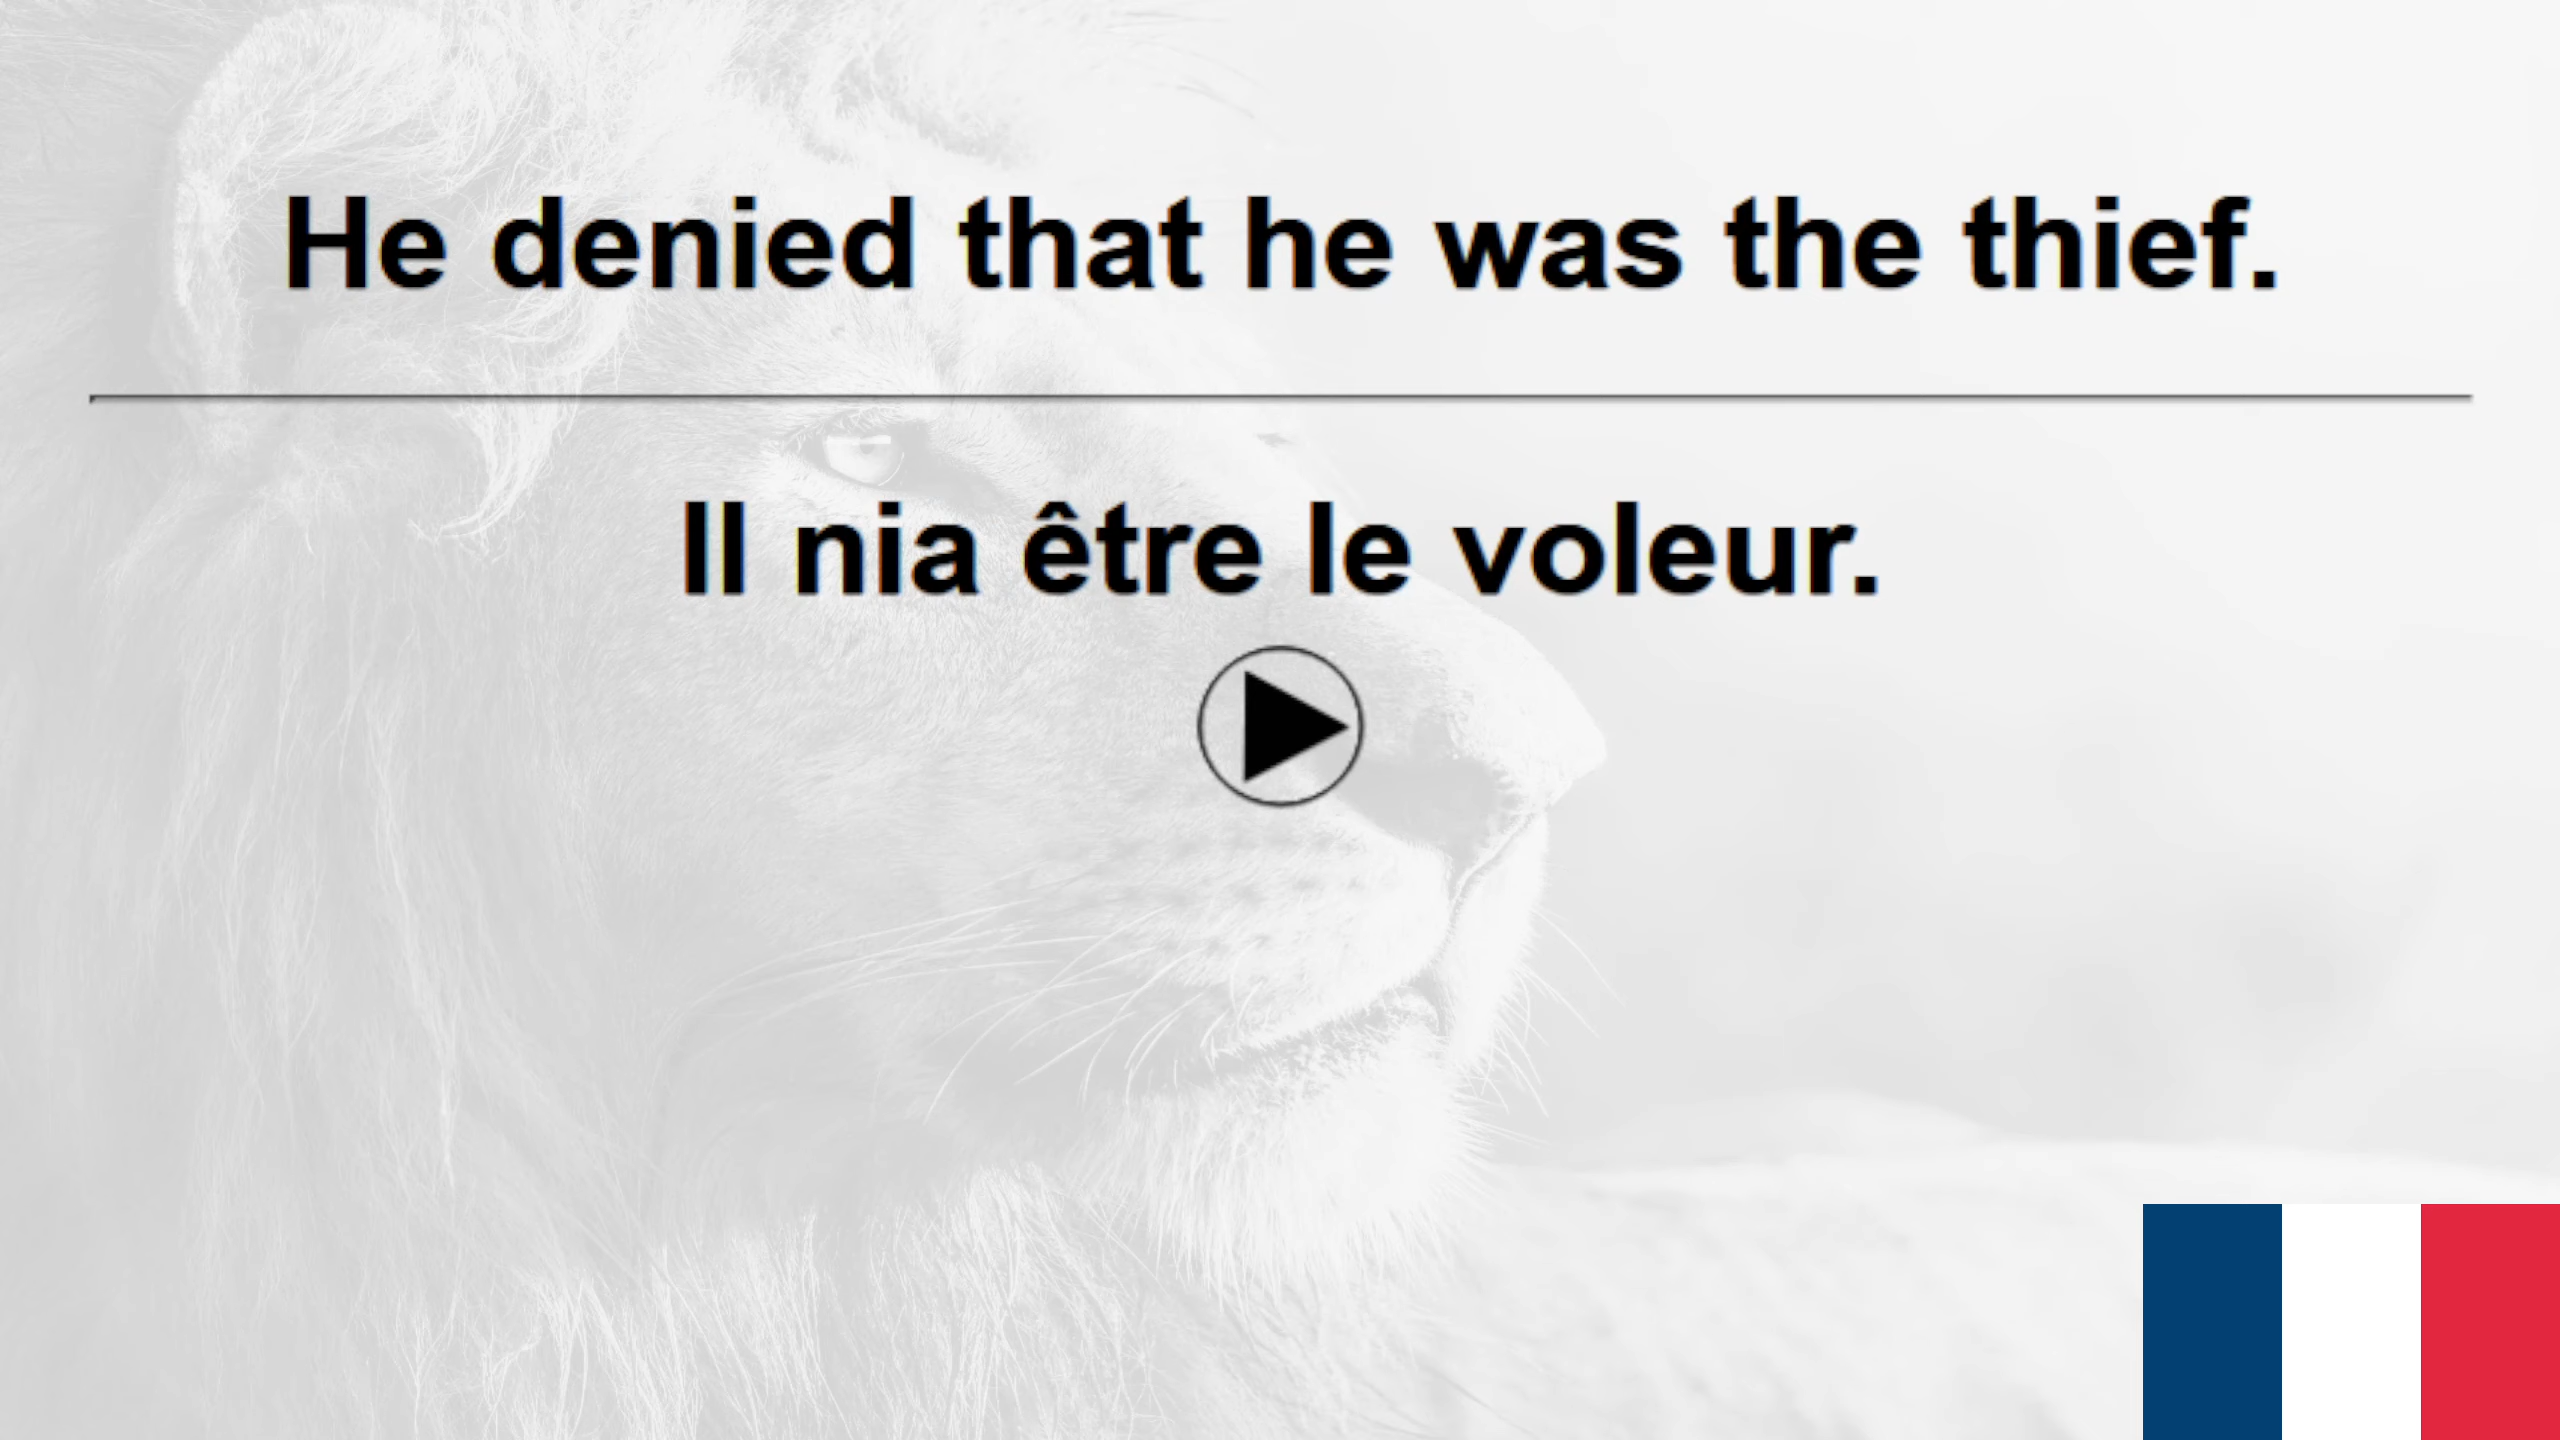 He denied that he was the thief.
Il nia être le voleur.